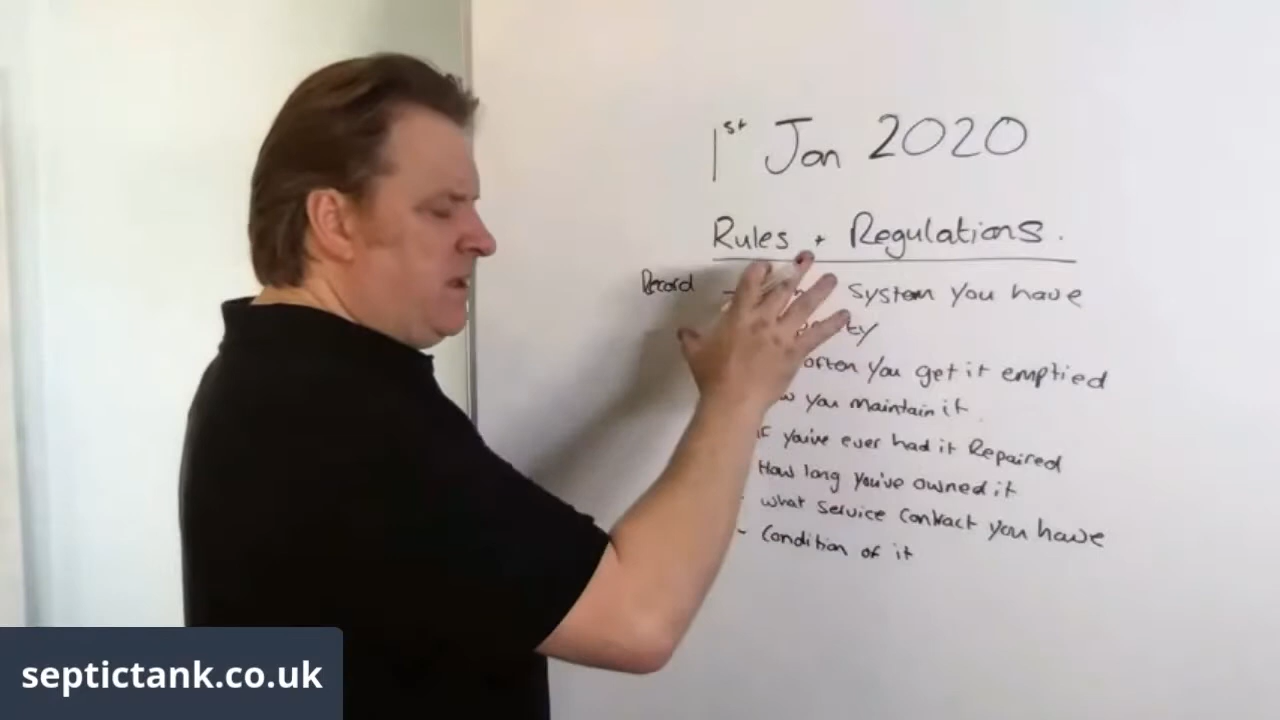 1st Jan 2020
Rules + Regulations.
Record - system you have
often you get it emptied
you maintain it.
If you've ever had it Repaired
How long you've owned it
- what service contract you have
- Condition of it
septictank.co.uk